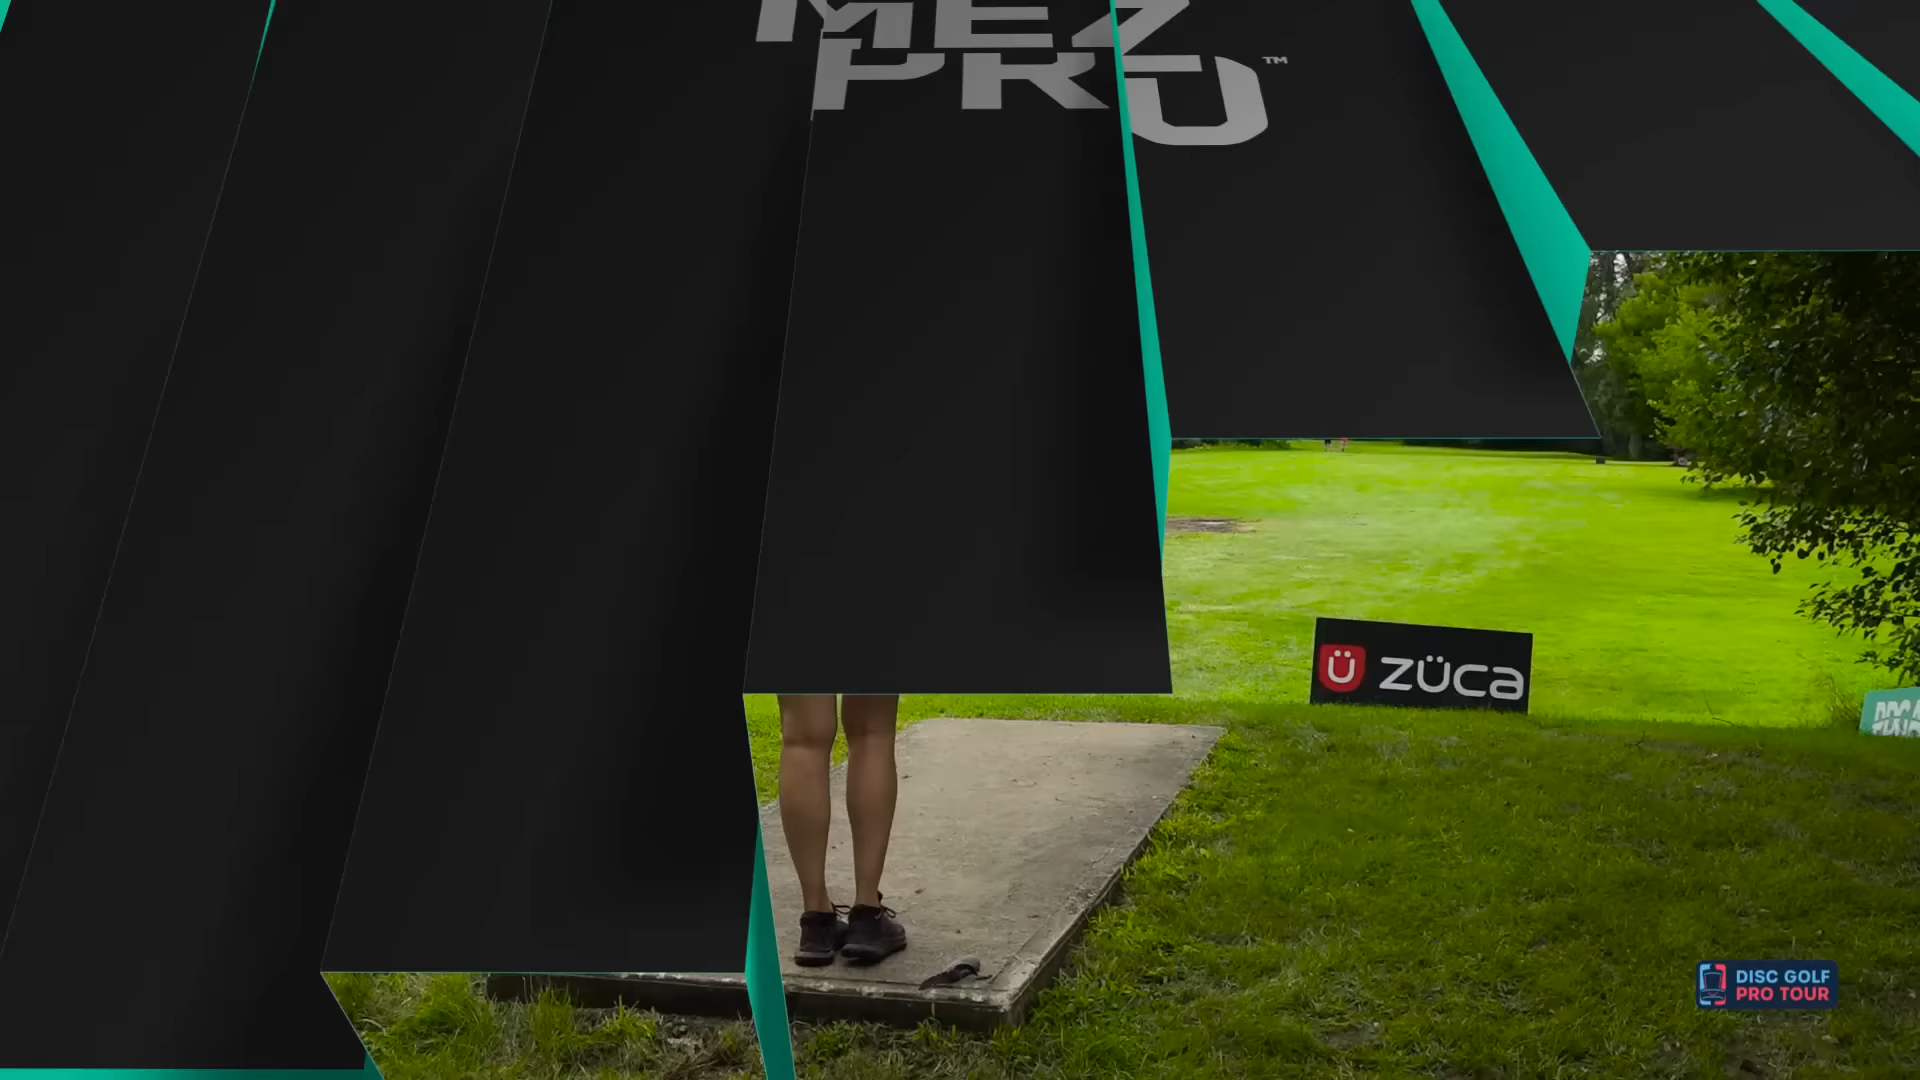 MEZ
PRO™
Ü ZÜCA
DISC GOLF
PRO TOUR